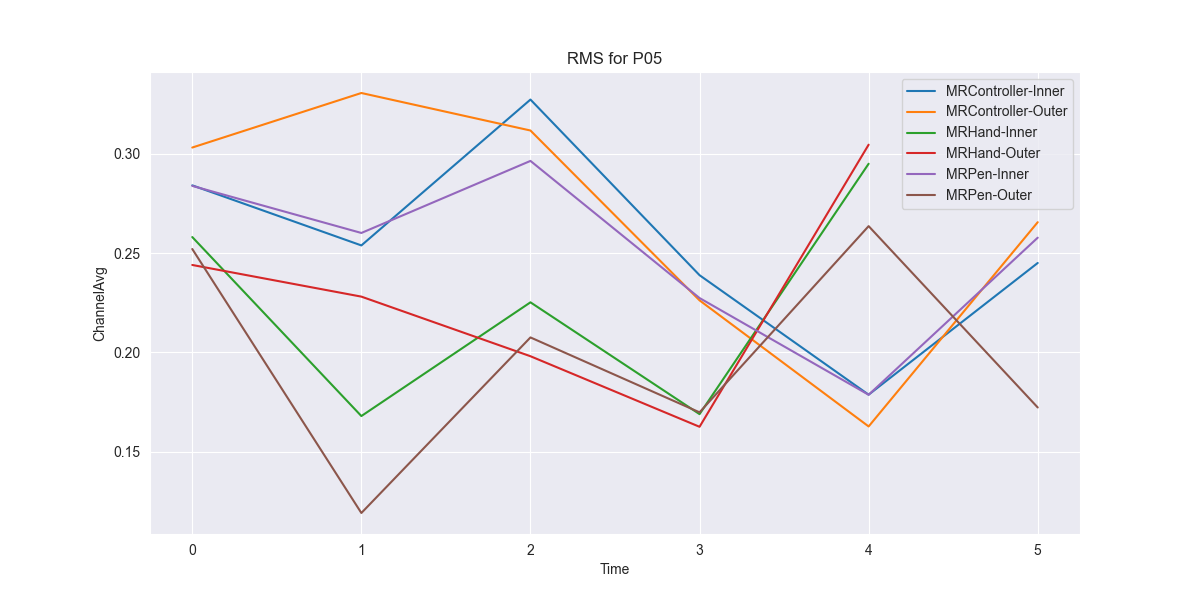 RMS for P05
MRController-Inner
MRController-Outer
MRHand-Inner
MRHand-Outer
MRPen-Inner
MRPen-Outer
ChannelAvg
0.30
0.25
0.20
0.15
0 1 2 3 4 5
Time